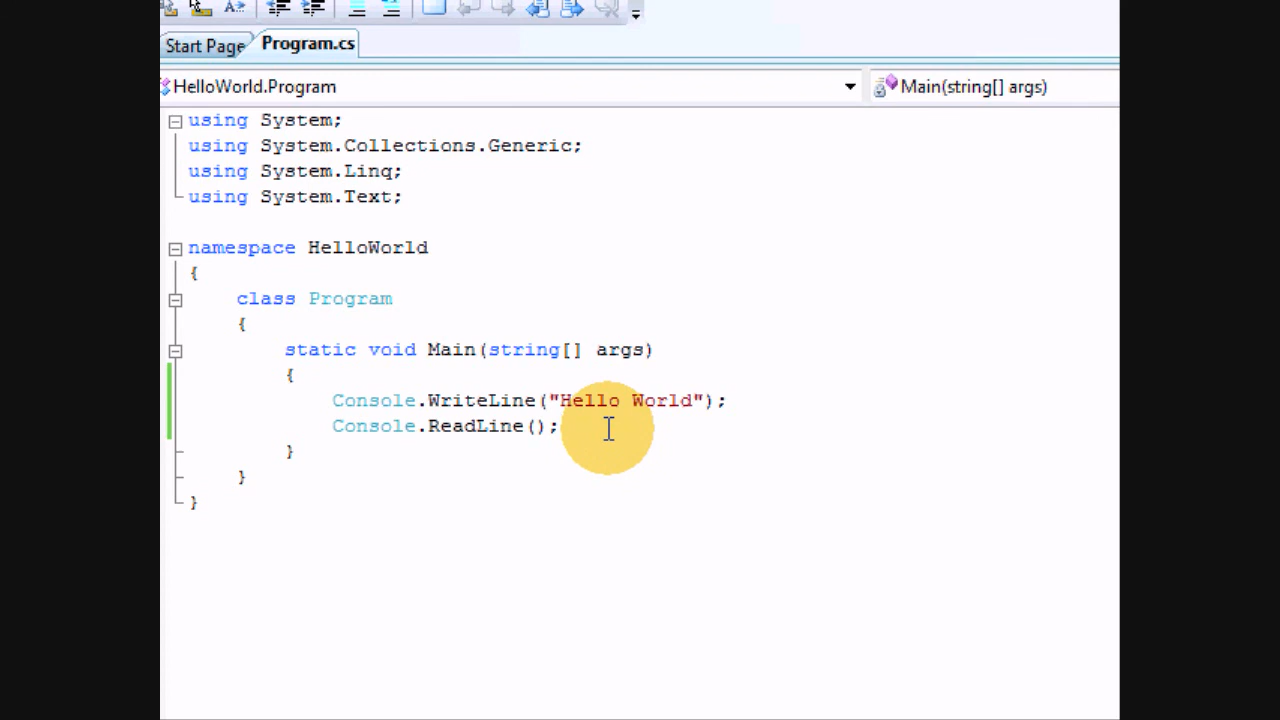 Start Page Program.cs
HelloWorld.Program Main(string[] args)
using System;
using System.Collections.Generic;
using System.Linq;
using System.Text;
namespace HelloWorld
{
class Program
{
static void Main(string[] args)
{
Console.WriteLine("Hello World");
Console.ReadLine();
}
}
}